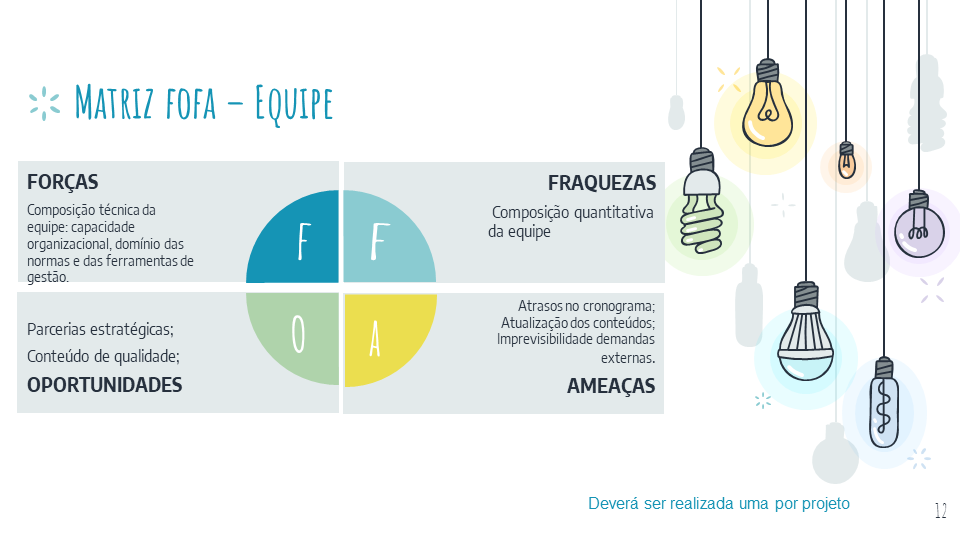 Matriz fofa – Equipe
FORÇAS
Composição técnica da
equipe: capacidade
organizacional, domínio das
normas e das ferramentas de
gestão.
F
F
FRAQUEZAS
Composição quantitativa
da equipe
Parcerias estratégicas;
Conteúdo de qualidade;
OPORTUNIDADES
O
A
Atrasos no cronograma;
Atualização dos conteúdos;
Imprevisibilidade demandas
externas.
AMEAÇAS
Deverá ser realizada uma por projeto
12